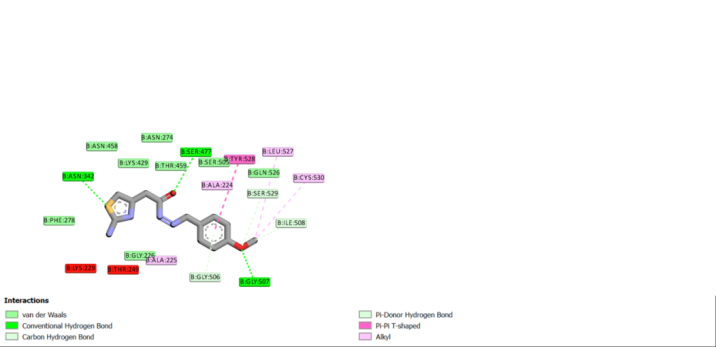 B:ASN:274
B:ASN:458
B:SER:477
B:LEU:527
B:LYS:429
B:THR:459
B:SER:505
B:TYR:528
B:GLN:526
B:ASN:342
B:ALA:224
B:CYS:530
B:SER:529
B:PHE:278
B:ILE:508
B:GLY:226
B:ALA:225
B:LYS:229
B:THR:249
B:GLY:506
B:GLY:507
Interactions
van der Waals
Conventional Hydrogen Bond
Carbon Hydrogen Bond
Pi-Donor Hydrogen Bond
Pi-Pi T-shaped
Alkyl